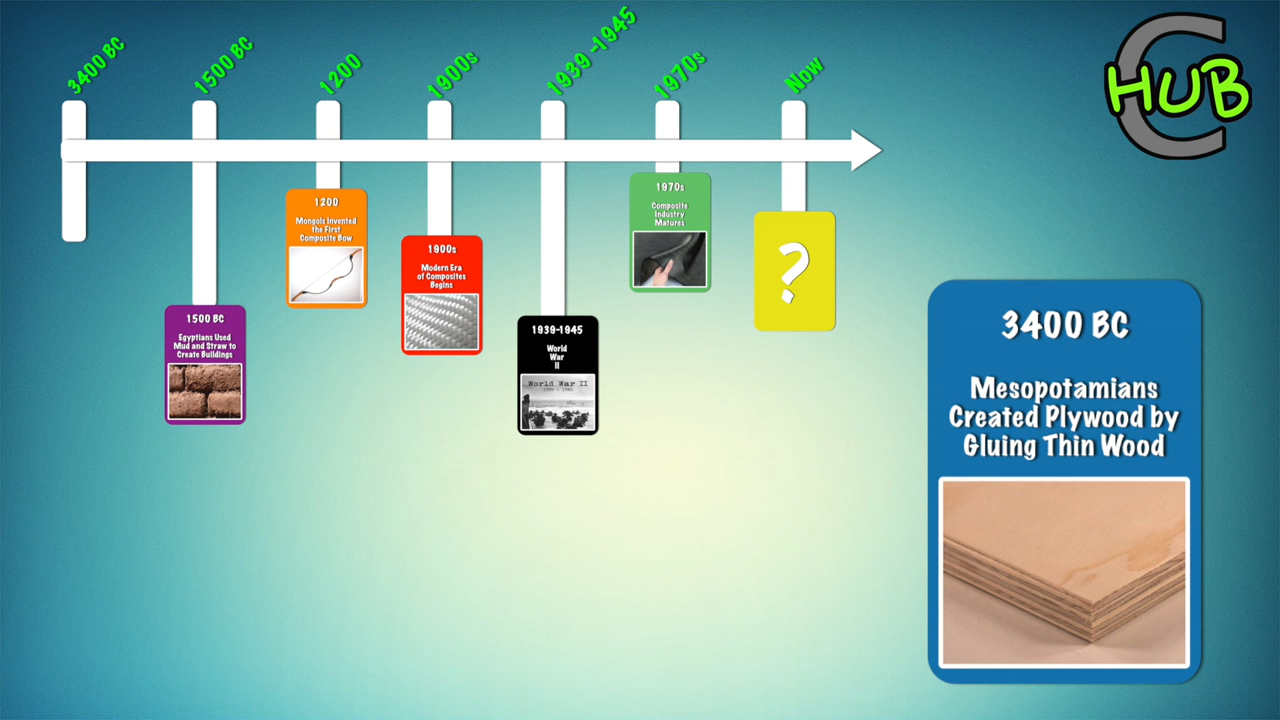 3400 BC
1500 BC
1200
1900s
1939 -1945
1970s
Now
C
HUB
1500 BC
Egyptians Used
Mud and Straw to
Create Buildings
1200
Mongols Invented
the First
Composite Bow
1900s
Modern Era
of Composites
Begins
1939-1945
World
War
II
World War II
1939 - 1945
1970s
Composite
Industry
Matures
?
3400 BC
Mesopotamians
Created Plywood by
Gluing Thin Wood